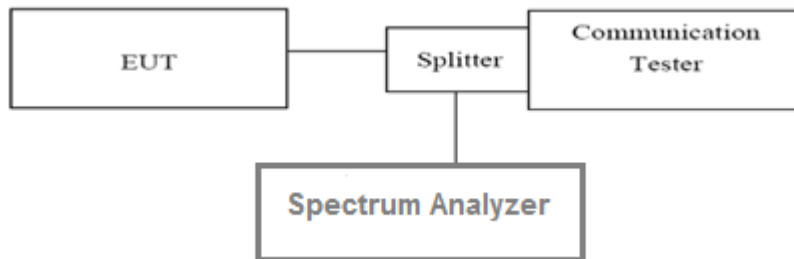 EUT
Splitter
Communication
Tester
Spectrum Analyzer